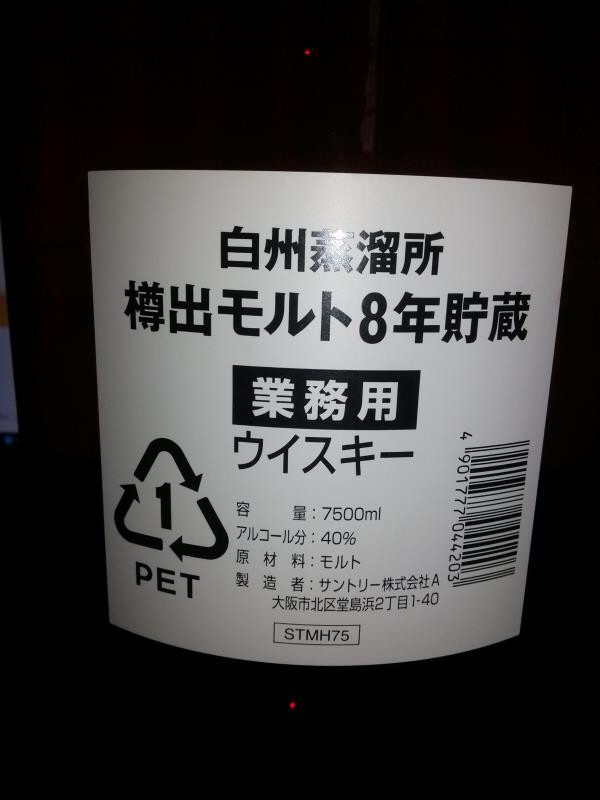 白州蒸溜所
樽出モルト8年貯蔵
業務用
ウイスキー
1
PET
容 量:7500ml
アルコール分:40%
原 材 料:モルト
製 造 者:サントリー株式会社A
大阪市北区堂島浜2丁目1-40
STMH75
4901777044203